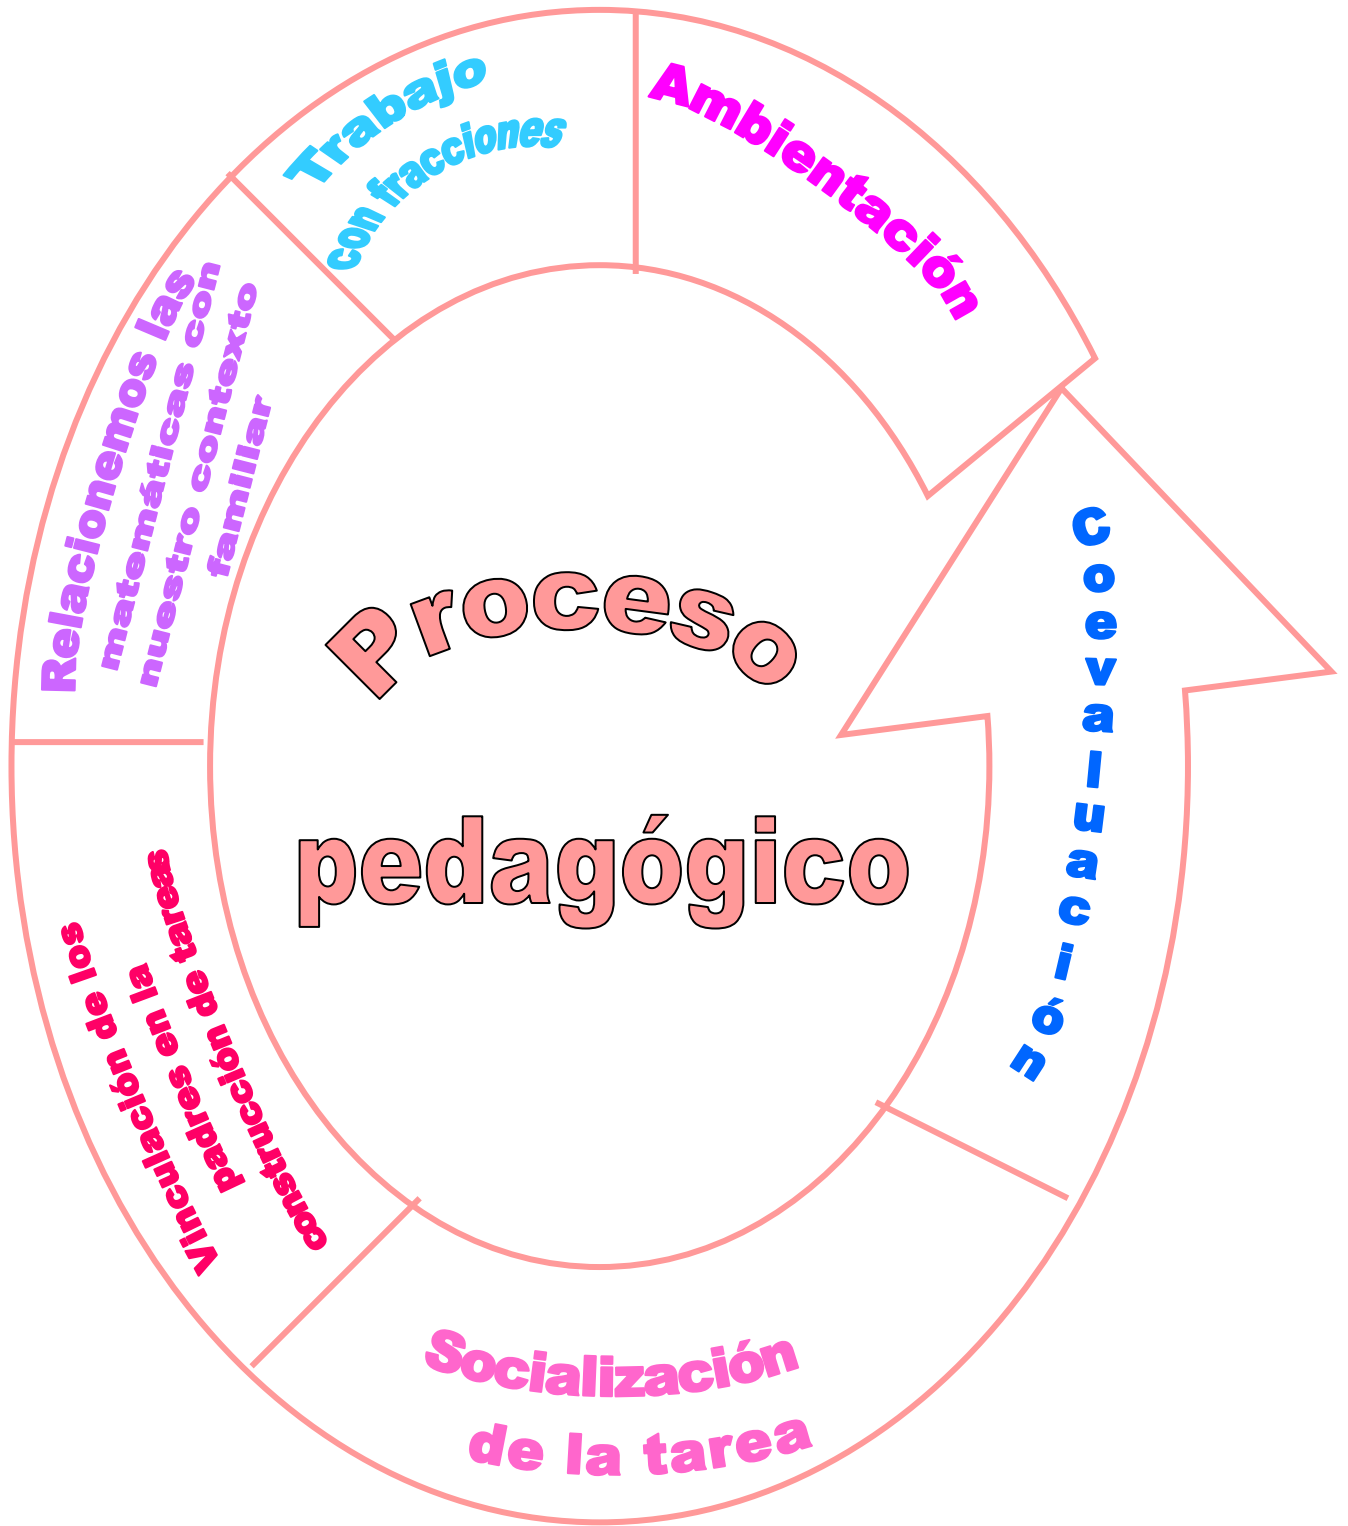 Proceso
pedagógico
Ambientación
Trabajo
con fracciones
Relacionemos las
matemáticas con
nuestro contexto
familiar
Vinculación de los
padres en la
construcción de tareas
Socialización
de la tarea
Coevaluación